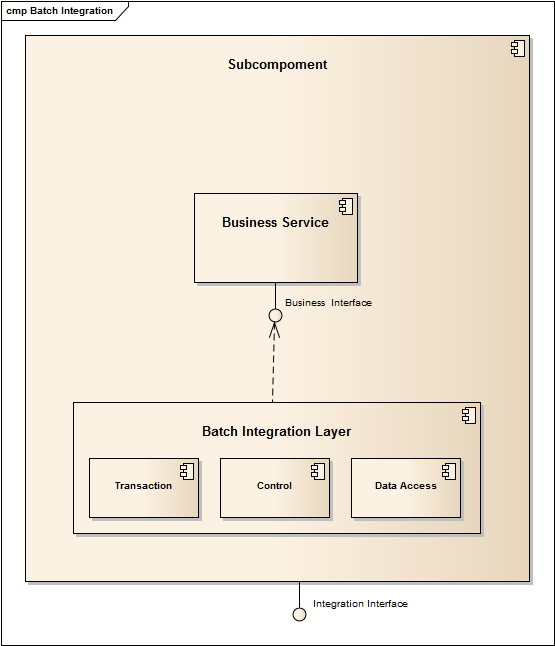 cmp Batch Integration
Subcompoment
Business Service
Business Interface
Batch Integration Layer
Transaction
Control
Data Access
Integration Interface